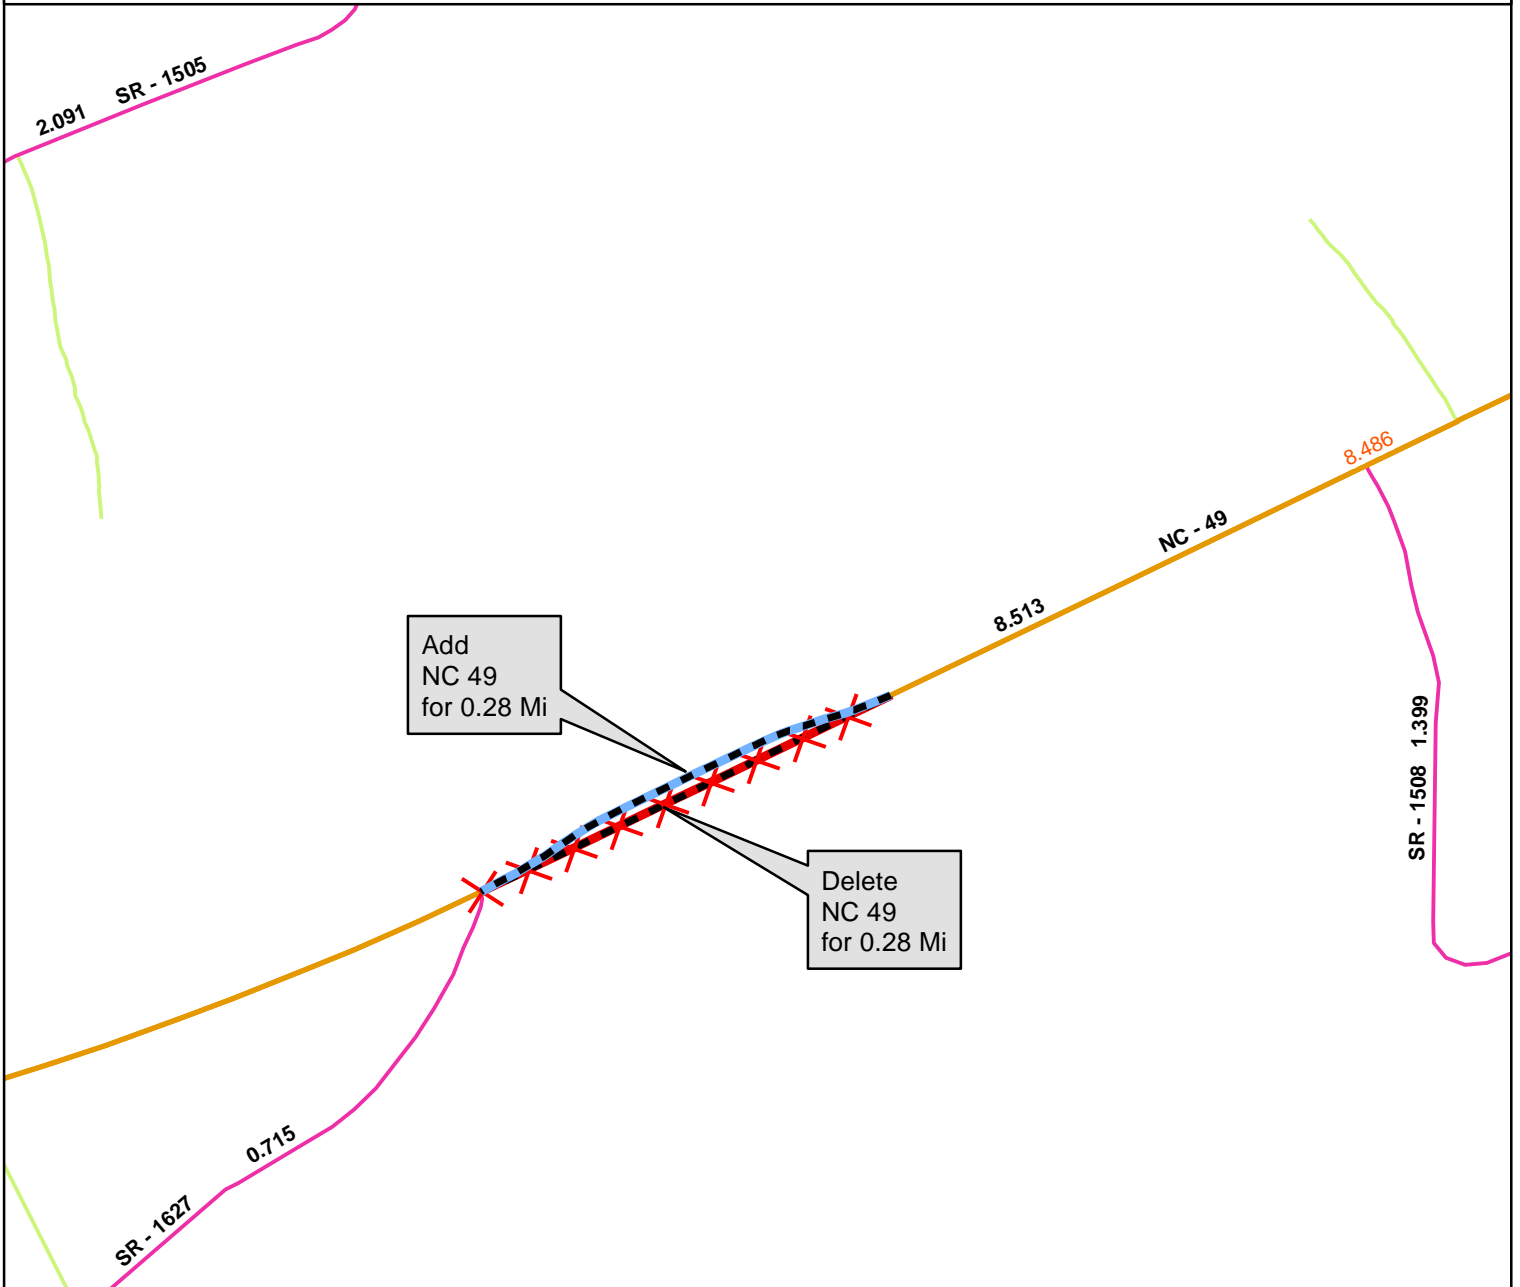 SR - 1505
2.091
8.486
NC - 49
8.513
Add
NC 49
for 0.28 Mi
SR - 1508 1.399
Delete
NC 49
for 0.28 Mi
0.715
SR - 1627